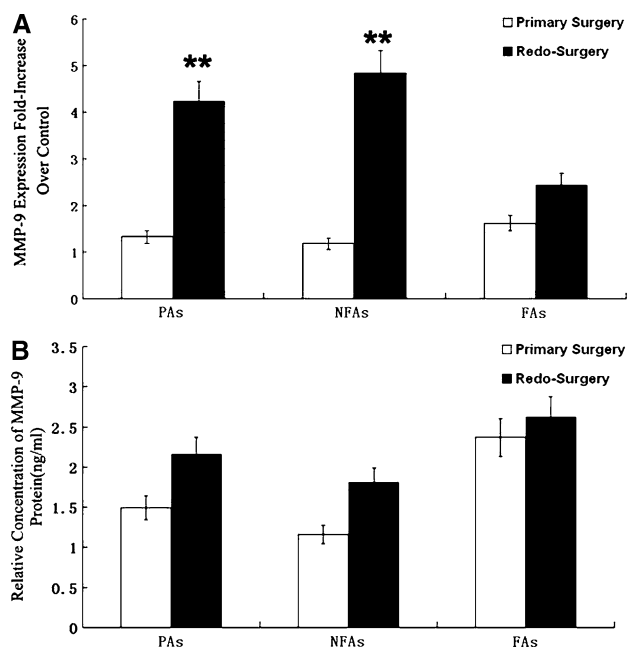 A
MMP-9 Expression Fold-Increase
Over Control
6
5
4
3
2
1
0
Primary Surgery
Redo-Surgery
**
**
PAs
NFAs
FAs
B
Relative Concentration of MMP-9
Protein(ng/ml)
3.5
3
2.5
2
1.5
1
0.5
0
Primary Surgery
Redo-Surgery
PAs
NFAs
FAs